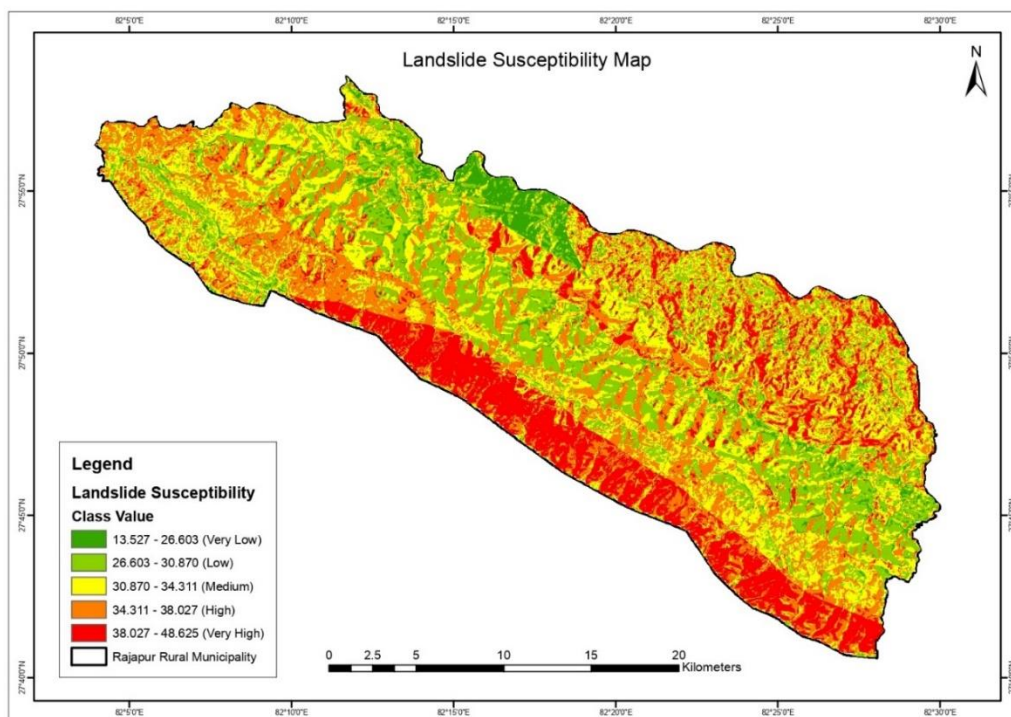 82°5'0"E 82°10'0"E 82°15'0"E 82°20'0"E 82°25'0"E 82°30'0"E
Landslide Susceptibility Map
N
27°55'0"N
27°50'0"N
27°45'0"N
27°40'0"N
Legend
Landslide Susceptibility
Class Value
13.527 - 26.603 (Very Low)
26.603 - 30.870 (Low)
30.870 - 34.311 (Medium)
34.311 - 38.027 (High)
38.027 - 48.625 (Very High)
Rajapur Rural Municipality
0 2.5 5 10 15 20
Kilometers
82°5'0"E 82°10'0"E 82°15'0"E 82°20'0"E 82°25'0"E 82°30'0"E